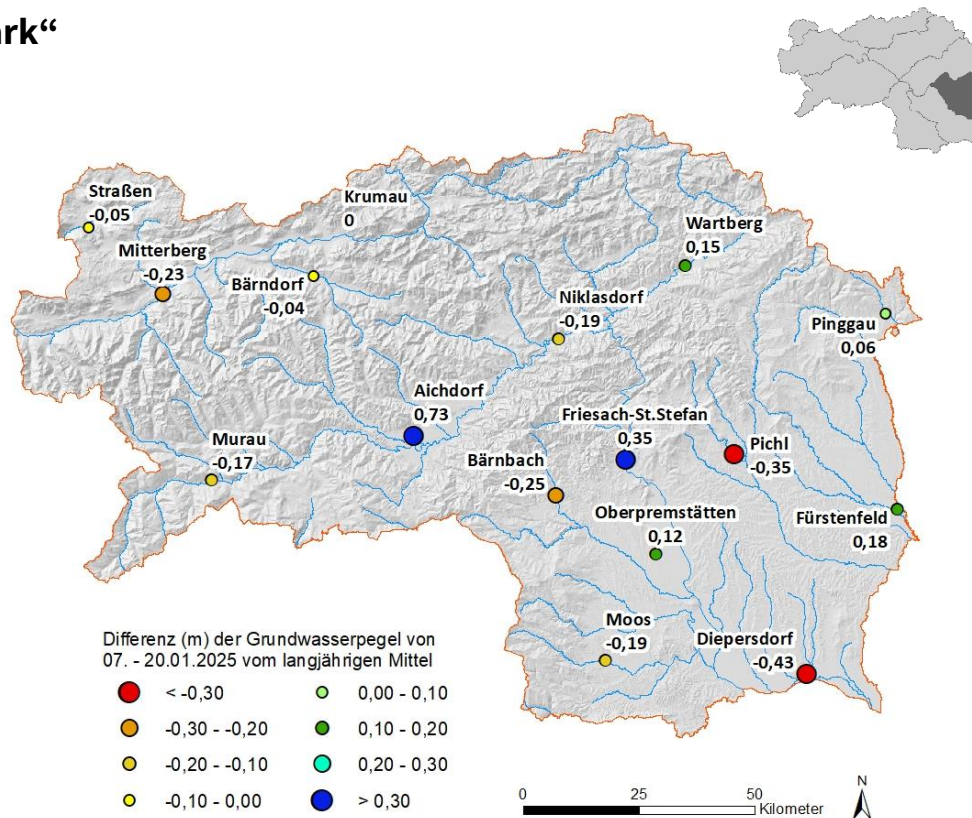 ark“
Straßen
-0,05
Krumau
0
Wartberg
0,15
Mitterberg
-0,23
Bärndorf
-0,04
Niklasdorf
-0,19
Pinggau
0,06
Aichdorf
0,73
Friesach-St.Stefan
0,35
Pichl
-0,35
Murau
-0,17
Bärnbach
-0,25
Oberpremstätten
0,12
Fürstenfeld
0,18
Moos
-0,19
Diepersdorf
-0,43
Differenz (m) der Grundwasserpegel von
07. - 20.01.2025 vom langjährigen Mittel
< -0,30
-0,30 - -0,20
-0,20 - -0,10
-0,10 - 0,00
0,00 - 0,10
0,10 - 0,20
0,20 - 0,30
> 0,30
0 25 50
Kilometer
N